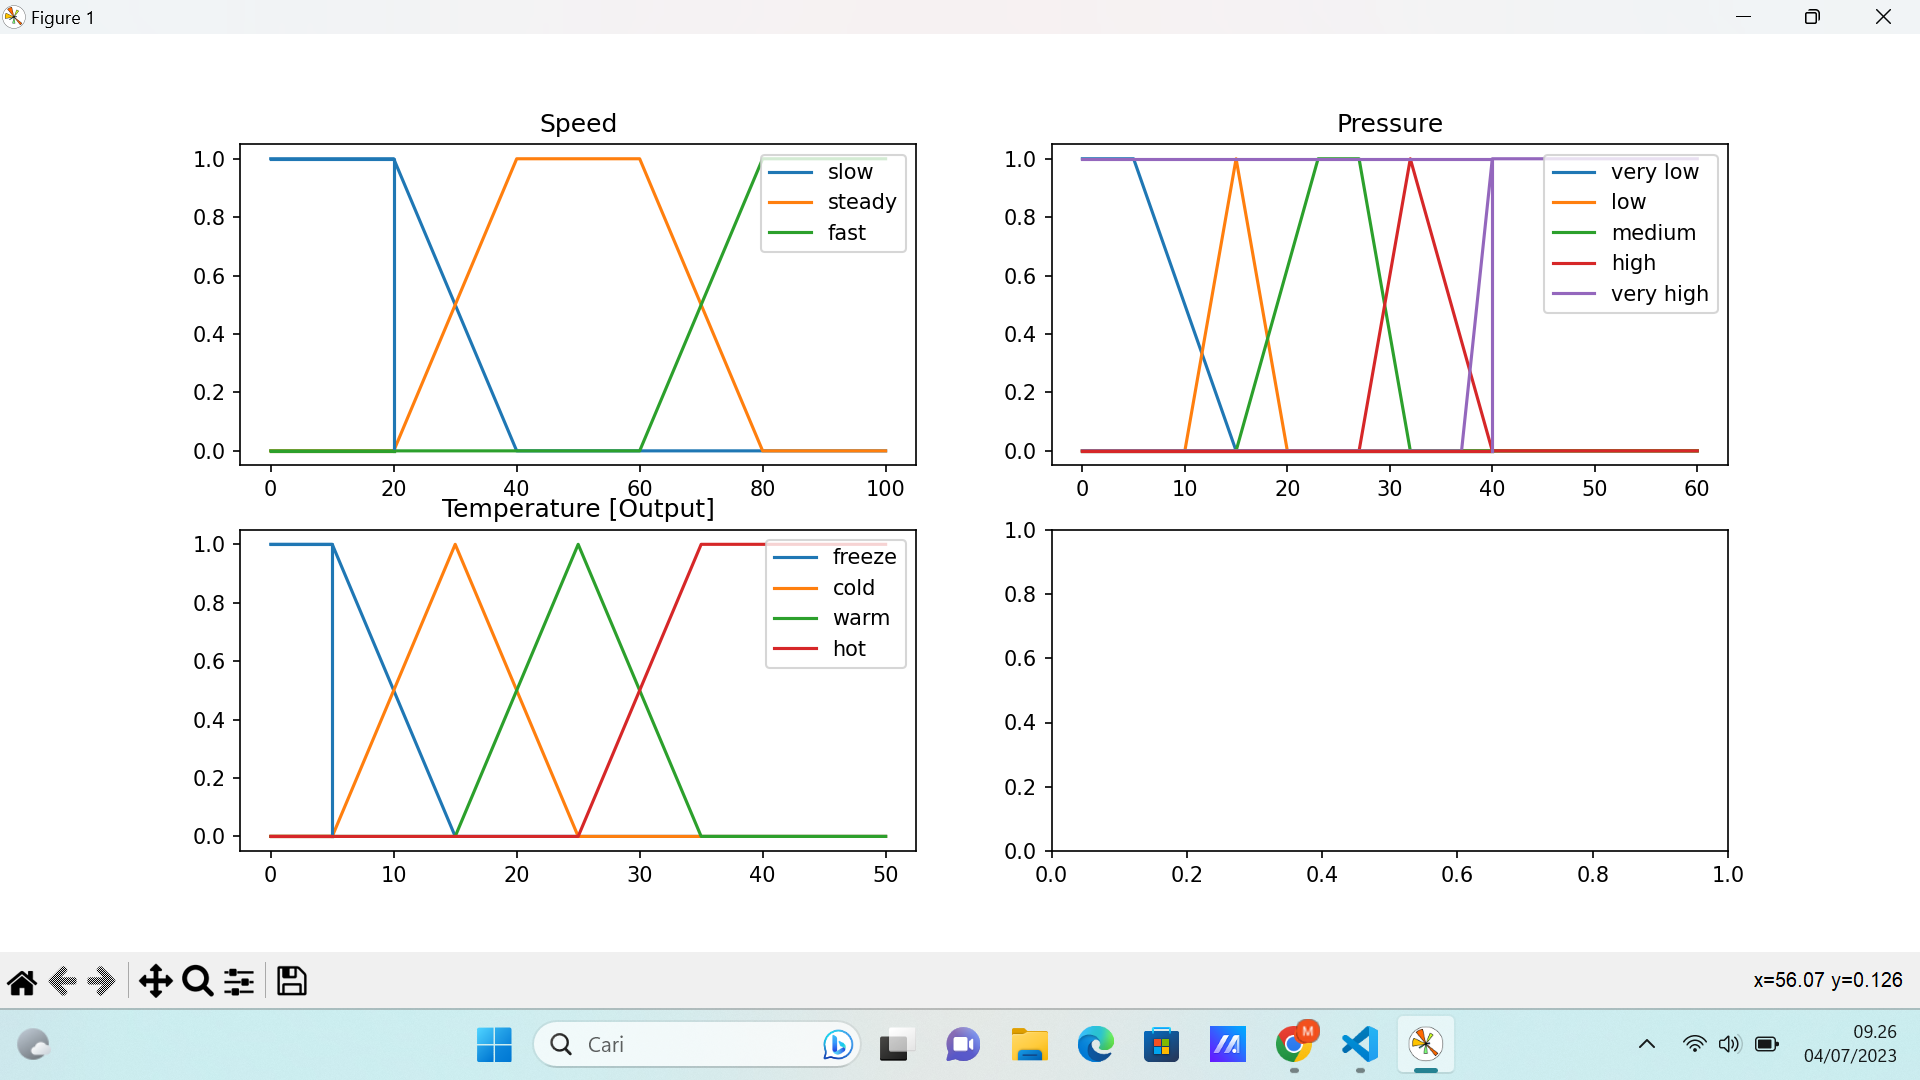 Figure 1
Speed
1.0
0.8
0.6
0.4
0.2
0.0
0 20 40 60 80 100
slow
steady
fast
Pressure
1.0
0.8
0.6
0.4
0.2
0.0
0 10 20 30 40 50 60
very low
low
medium
high
very high
Temperature [Output]
1.0
0.8
0.6
0.4
0.2
0.0
0 10 20 30 40 50
freeze
cold
warm
hot
1.0
0.8
0.6
0.4
0.2
0.0
0.0 0.2 0.4 0.6 0.8 1.0
x=56.07 y=0.126
Cari
M
09.26
04/07/2023